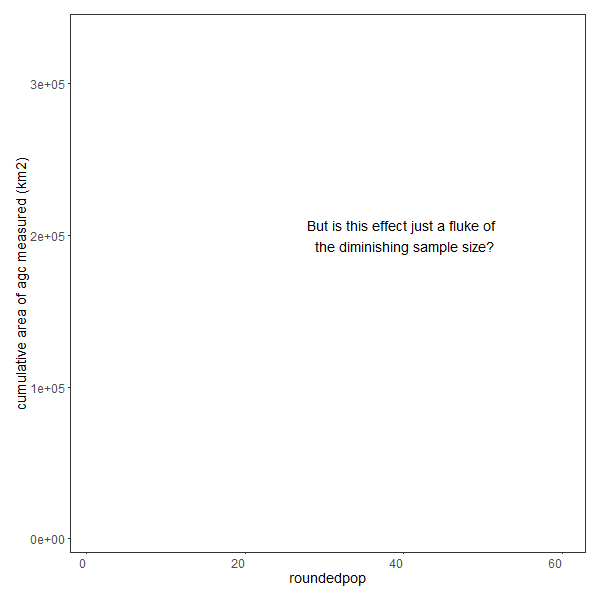 3e+05
2e+05
1e+05
0e+00
cumulative area of agc measured (km2)
But is this effect just a fluke of
the diminishing sample size?
0
20
40
60
roundedpop